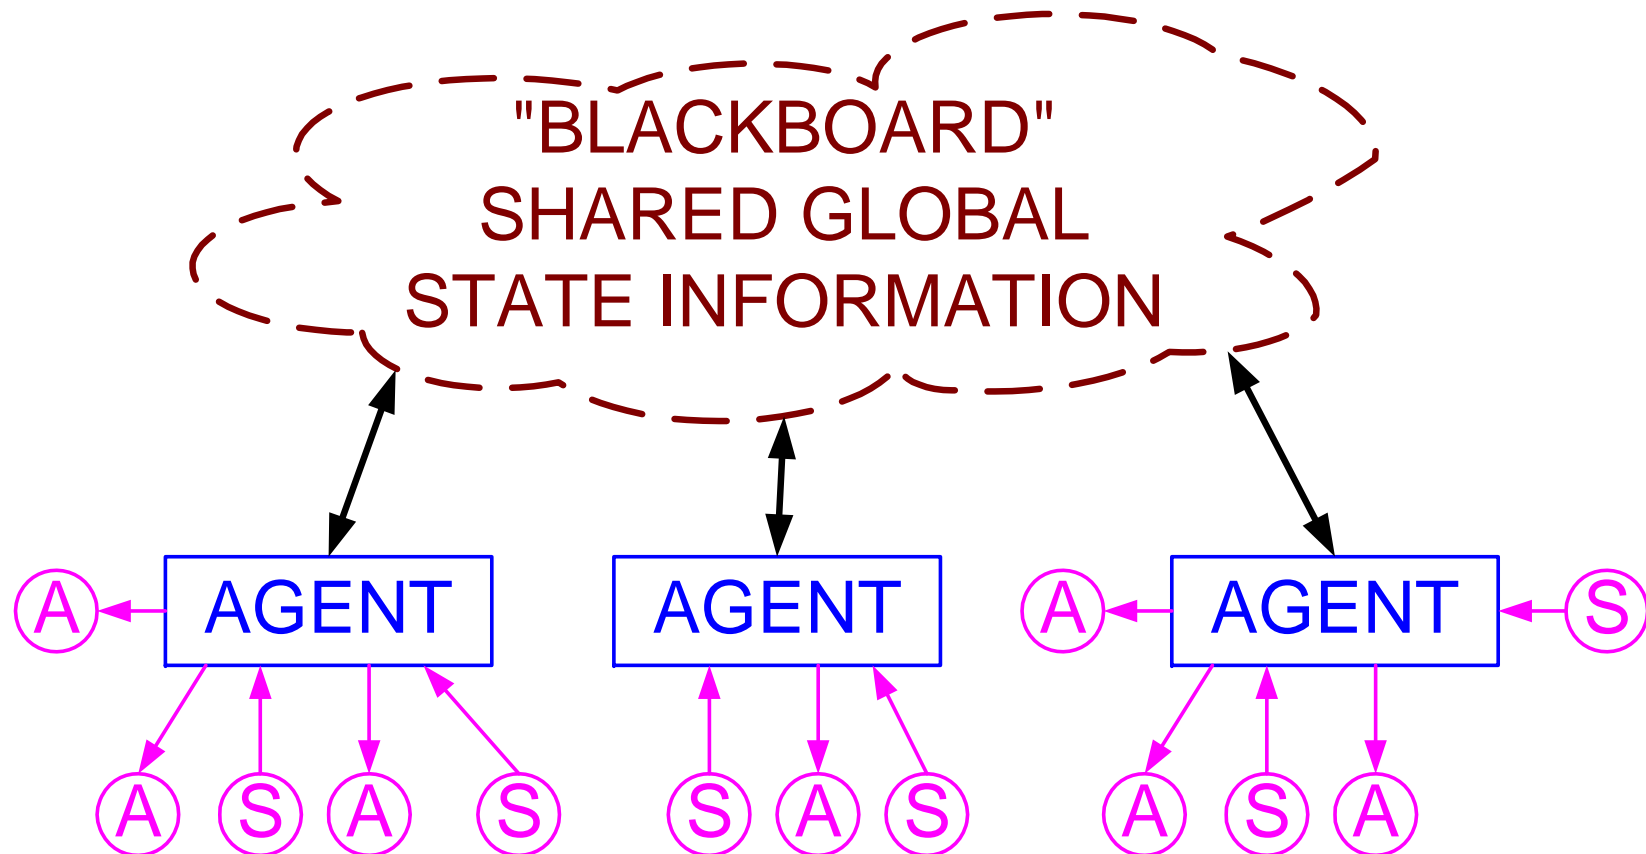 "BLACKBOARD"
SHARED GLOBAL
STATE INFORMATION
A AGENT AGENT A AGENT S
A S A S S A S A S A